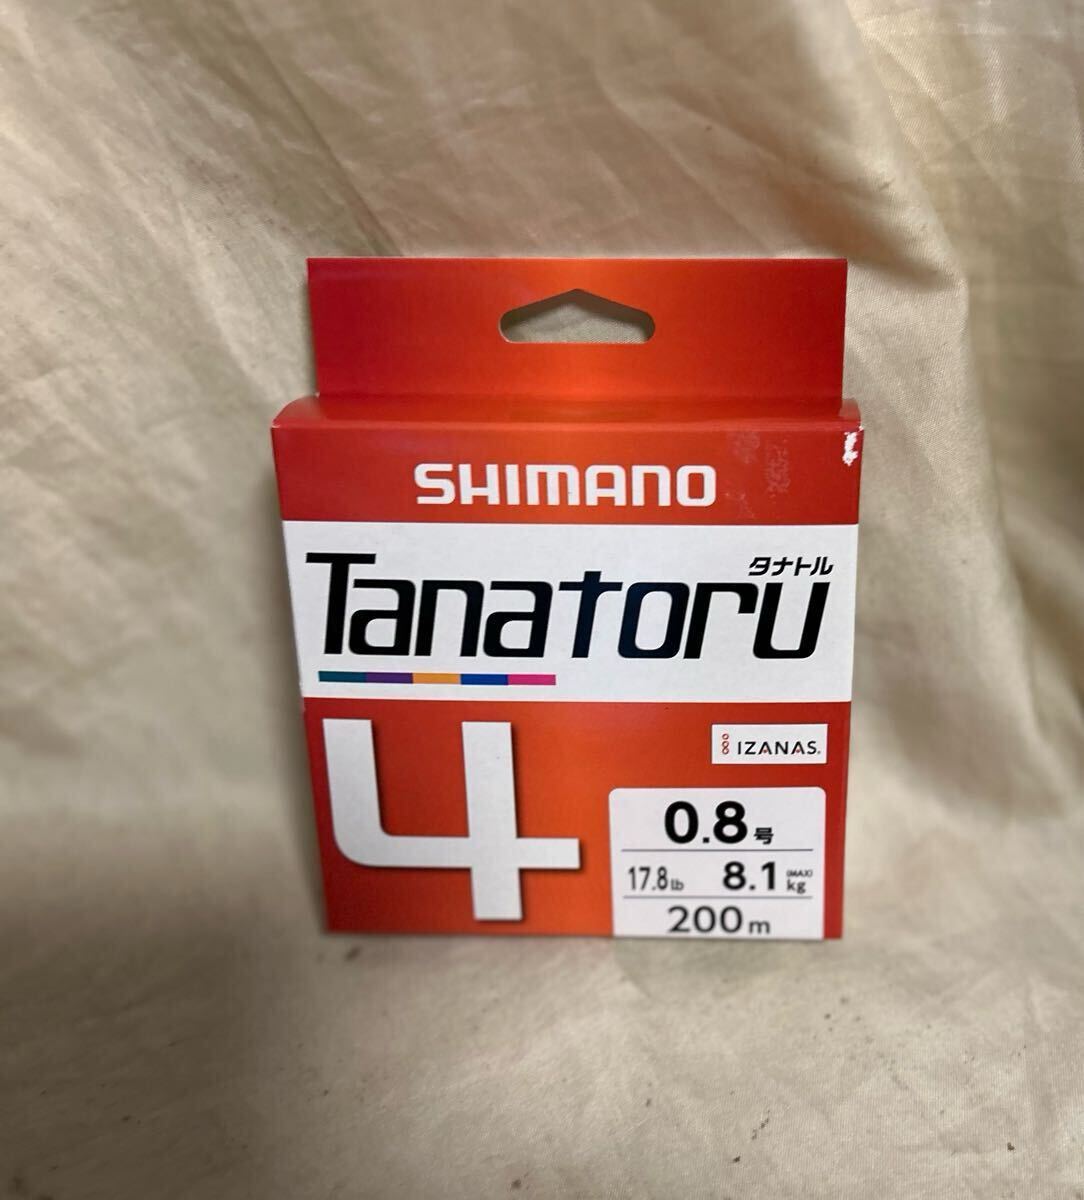 SHIMANO
タナトル
Tanatoru
4
IZANAS®
0.8号
17.8lb 8.1(MAX)kg
200m